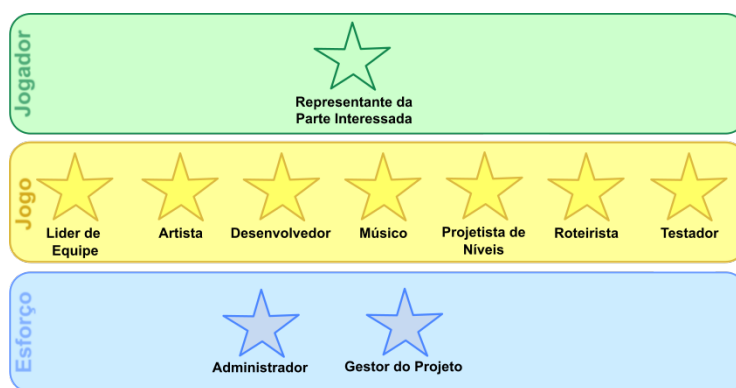 Jogador
Representante da
Parte Interessada
Jogo
Lider de
Equipe
Artista
Desenvolvedor
Músico
Projetista de
Níveis
Roteirista
Testador
Esforço
Administrador
Gestor do Projeto